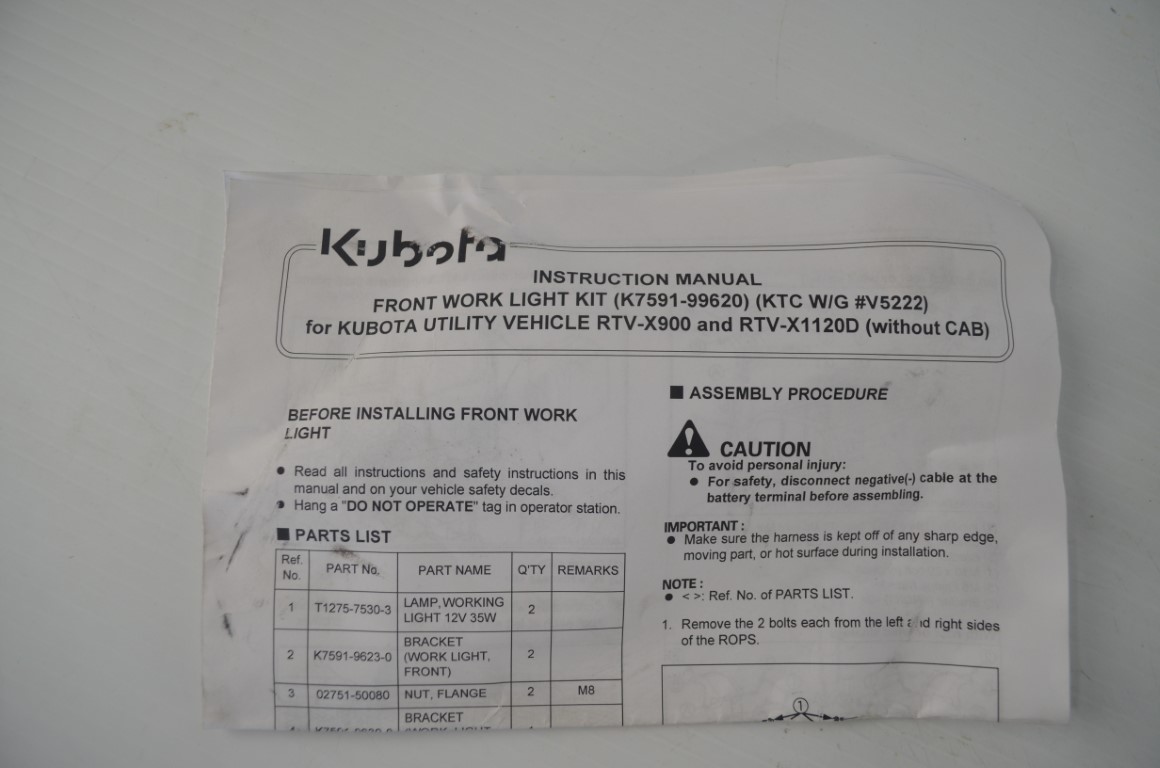 Kubota
INSTRUCTION MANUAL
FRONT WORK LIGHT KIT (K7591-99620) (KTC W/G #V5222)
for KUBOTA UTILITY VEHICLE RTV-X900 and RTV-X1120D (without CAB)
BEFORE INSTALLING FRONT WORK
LIGHT
● Read all instructions and safety instructions in this
manual and on your vehicle safety decals.
● Hang a "DO NOT OPERATE" tag in operator station.
■ PARTS LIST
Ref. No. PART No. PART NAME Q'TY REMARKS
1 T1275-7530-3 LAMP, WORKING LIGHT 12V 35W 2
2 K7591-9623-0 BRACKET (WORK LIGHT, FRONT) 2
3 02751-50080 NUT, FLANGE 2 M8
BRACKET
■ ASSEMBLY PROCEDURE
CAUTION
To avoid personal injury:
● For safety, disconnect negative(-) cable at the
battery terminal before assembling.
IMPORTANT :
● Make sure the harness is kept off of any sharp edge,
moving part, or hot surface during installation.
NOTE :
● < >: Ref. No. of PARTS LIST.
1. Remove the 2 bolts each from the left and right sides
of the ROPS.
①